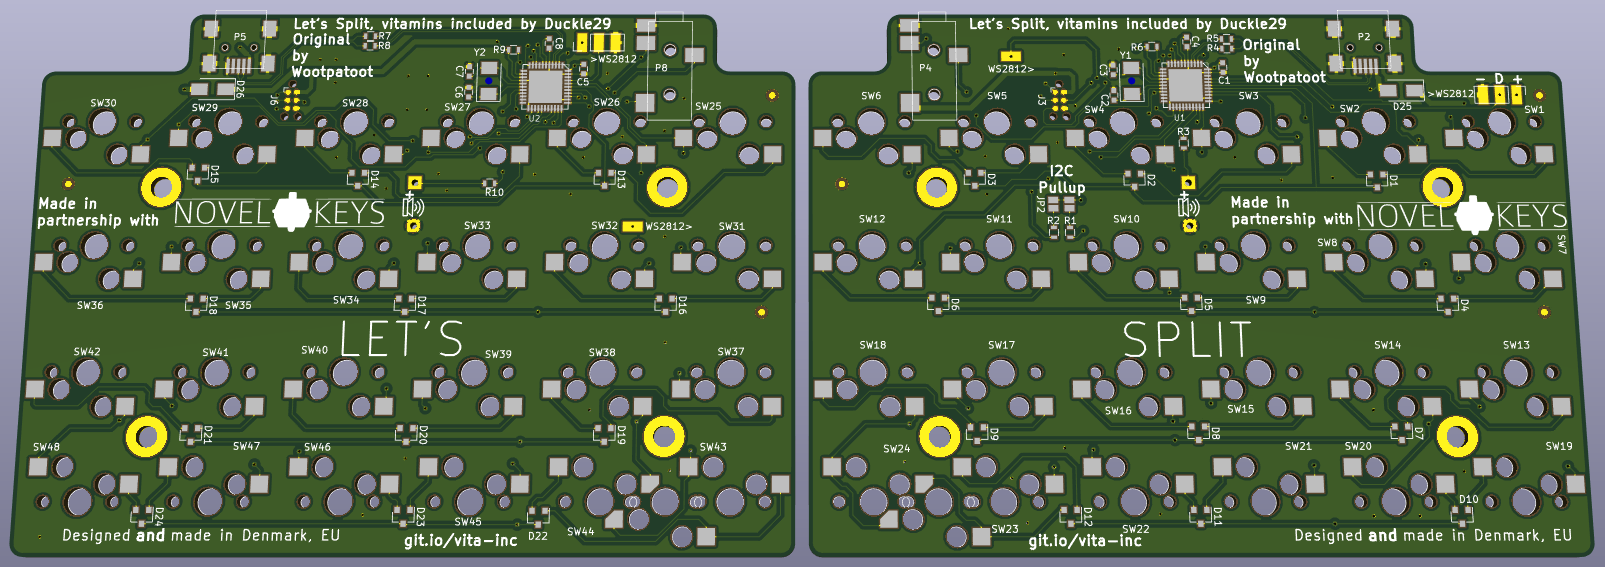 Let's Split, vitamins included by Duckle29
Original
by
Wootpatoot
P5
R7
R8
Y2
R9
C8
>WS2812
P8
C7
C6
C5
U2
D26
J6
SW30
SW29
SW28
SW27
SW26
SW25
D15
D14
D13
R10
+
Made in
partnership with
NOVEL KEYS
SW33
SW32
WS2812>
SW31
SW36
SW35
SW34
D18
D17
D16
LET'S
SW42
SW41
SW40
SW39
SW38
SW37
D21
D20
D19
SW48
SW47
SW46
SW43
D24
D23
SW45
D22
SW44
Designed and made in Denmark, EU
git.io/vita-inc
Let's Split, vitamins included by Duckle29
Original
by
Wootpatoot
P4
WS2812>
R6
C4
R5
R4
Y1
C3
C2
C1
U1
J3
P2
D25
>WS2812
- D +
SW6
SW5
SW4
SW3
SW2
SW1
R3
D3
D2
D1
I2C
Pullup
JP2
R2
R1
+
Made in
partnership with
NOVEL KEYS
SW12
SW11
SW10
SW8
SW7
SW9
D6
D5
D4
SPLIT
SW18
SW17
SW14
SW13
SW16
SW15
D9
D8
D7
SW24
SW21
SW20
SW19
SW23
D12
SW22
D11
D10
git.io/vita-inc
Designed and made in Denmark, EU